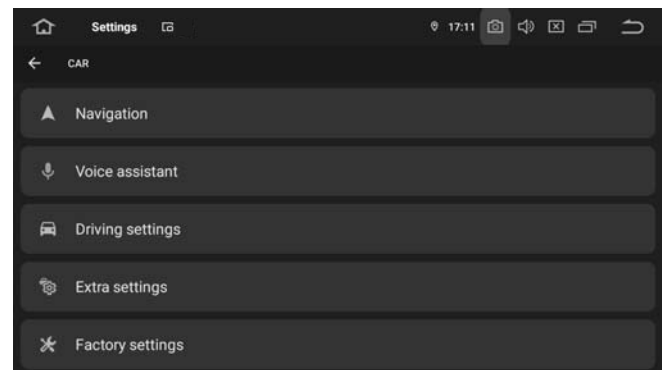 Settings 17:11
CAR
Navigation
Voice assistant
Driving settings
Extra settings
Factory settings